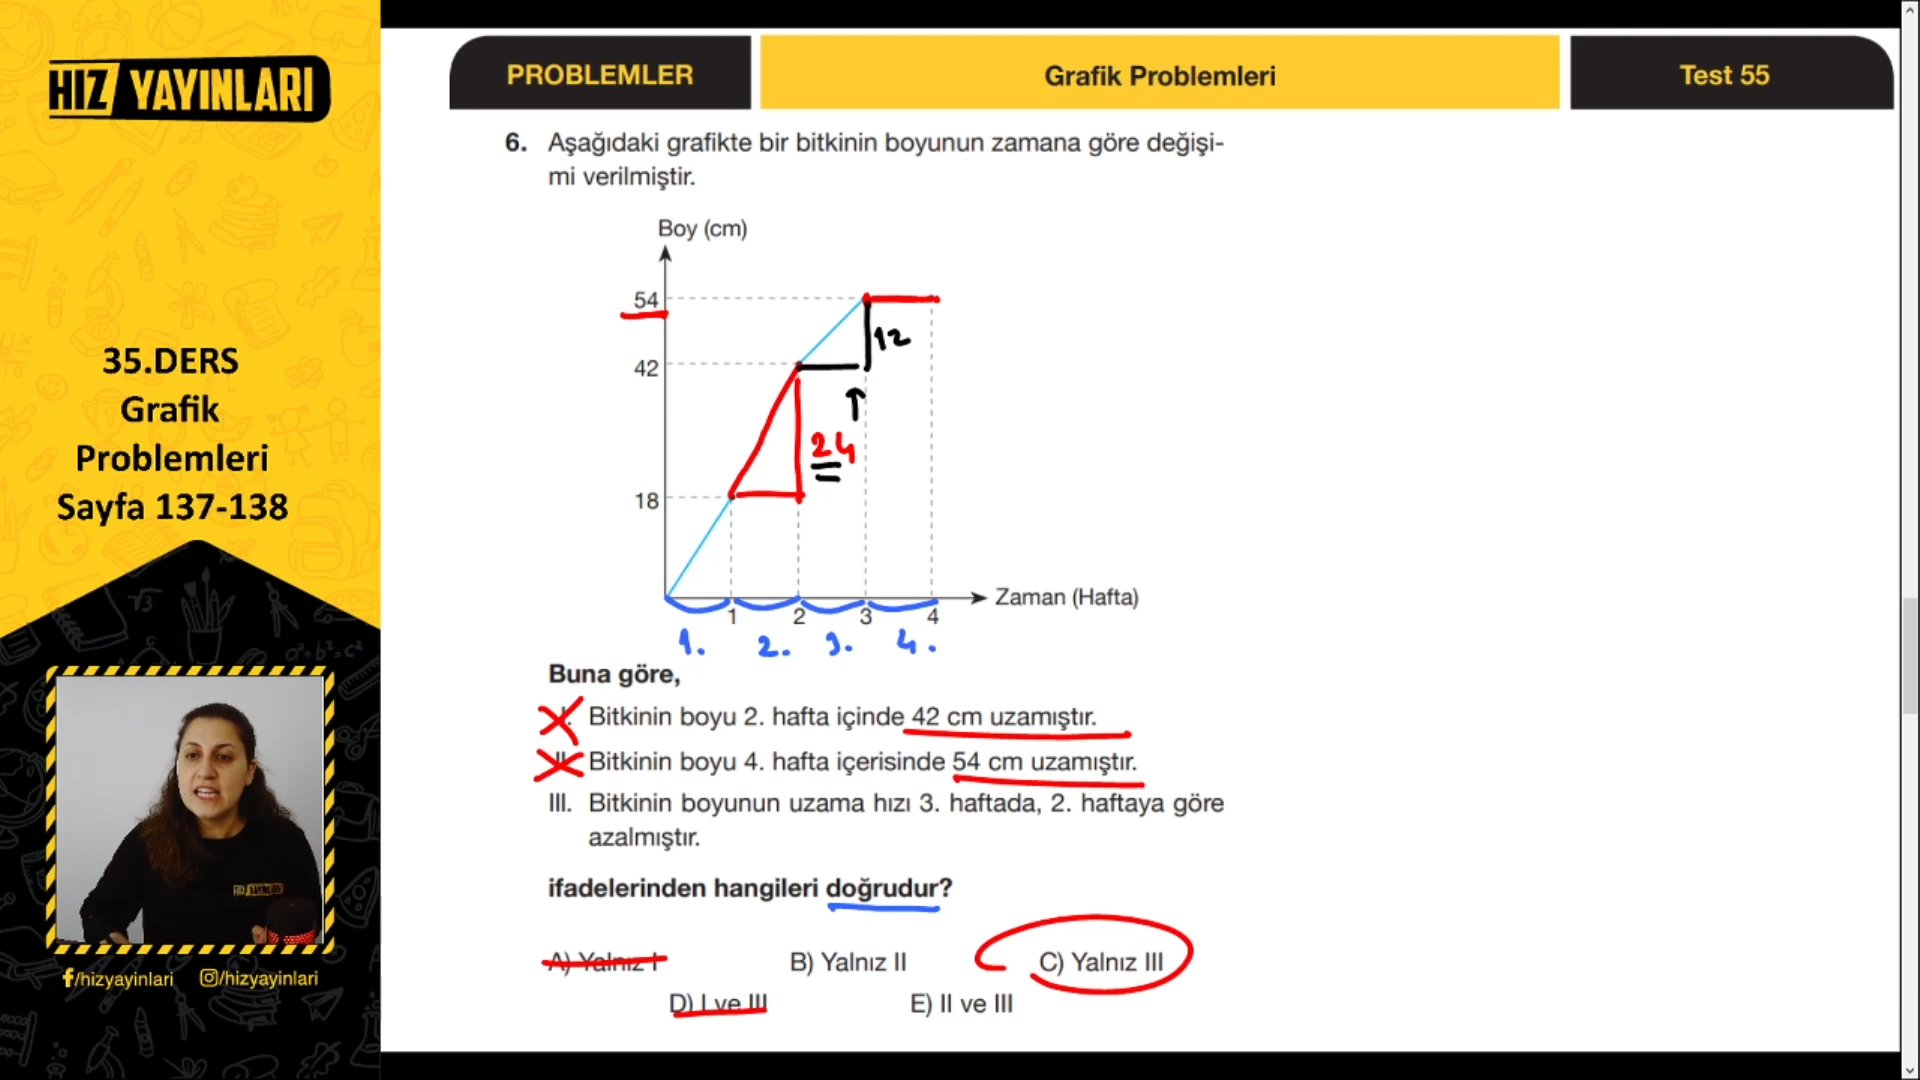 HIZ YAYINLARI
35.DERS
Grafik
Problemleri
Sayfa 137-138
f/hizyayinlari /hizyayinlari
PROBLEMLER
Grafik Problemleri
Test 55
6. Aşağıdaki grafikte bir bitkinin boyunun zamana göre değişi-
mi verilmiştir.
Boy (cm)
54
12
42
24
18
Zaman (Hafta)
1 2 3 4
1. 2. 3. 4.
Buna göre,
I. Bitkinin boyu 2. hafta içinde 42 cm uzamıştır.
II. Bitkinin boyu 4. hafta içerisinde 54 cm uzamıştır.
III. Bitkinin boyunun uzama hızı 3. haftada, 2. haftaya göre
azalmıştır.
ifadelerinden hangileri doğrudur?
A) Yalnız I B) Yalnız II C) Yalnız III
D) I ve III E) II ve III